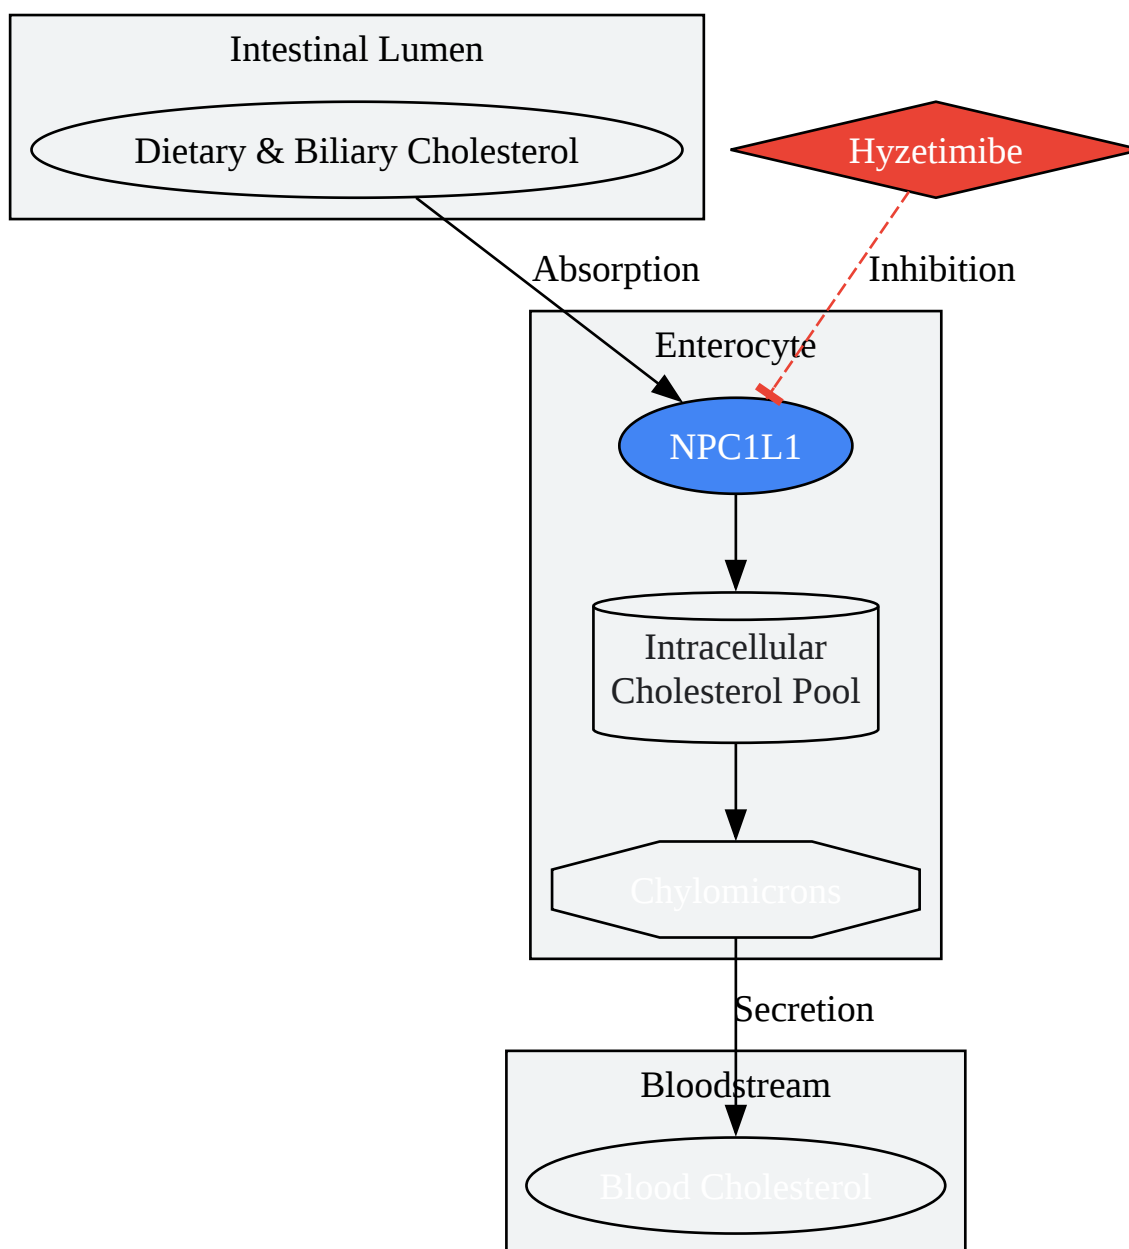 Intestinal Lumen
Dietary & Biliary Cholesterol
Hyzetimibe
Absorption
Inhibition
Enterocyte
NPC1L1
Intracellular
Cholesterol Pool
Chylomicrons
Secretion
Bloodstream
Blood Cholesterol